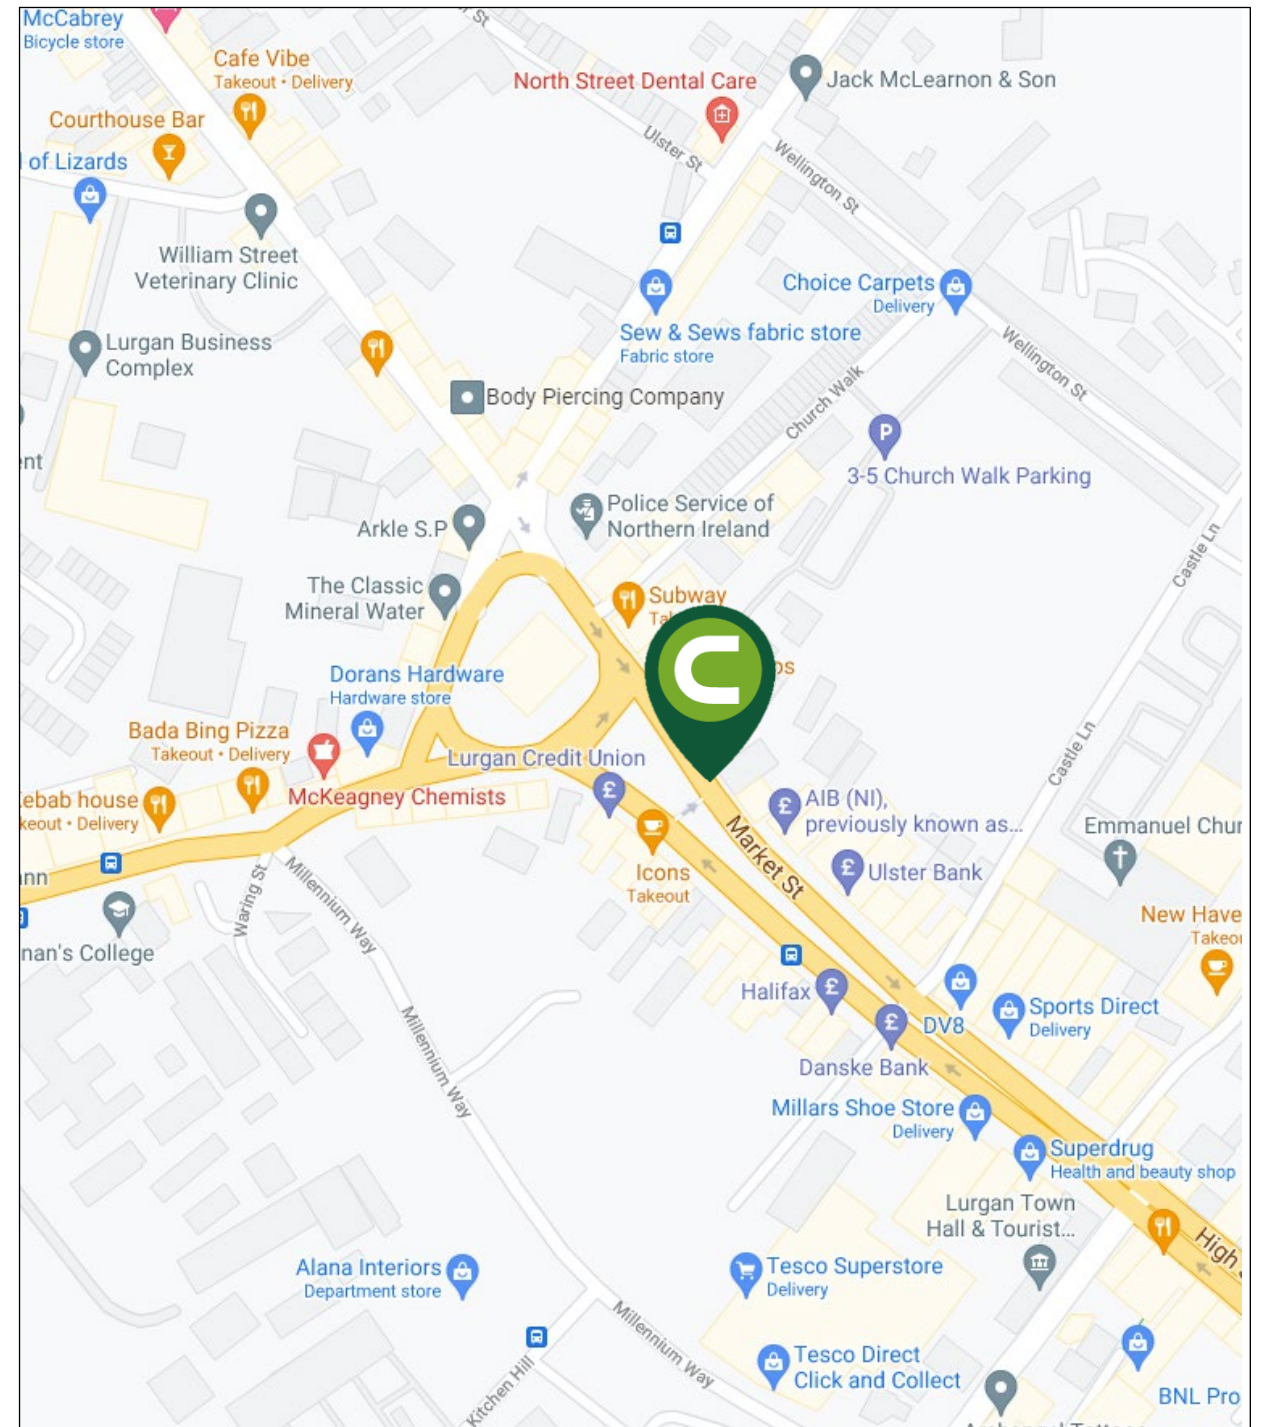 McCabrey
Bicycle store
Cafe Vibe
Takeout • Delivery
North Street Dental Care
Jack McLearnon & Son
Courthouse Bar
Ulster St
of Lizards
Wellington St
William Street
Veterinary Clinic
Choice Carpets
Delivery
Sew & Sews fabric store
Fabric store
Lurgan Business
Complex
Wellington St
Body Piercing Company
Church Walk
3-5 Church Walk Parking
P
Police Service of
Northern Ireland
Arkle S.P
Castle Ln
The Classic
Mineral Water
Subway
C
Dorans Hardware
Hardware store
Bada Bing Pizza
Takeout • Delivery
Lurgan Credit Union
Castle Ln
McKeagney Chemists
ebab house
keout • Delivery
AIB (NI),
previously known as...
Emmanuel Chur
Market St
Icons
Takeout
Ulster Bank
Waring St
Millennium Way
New Have
Takeou
nan's College
Halifax
Sports Direct
Delivery
DV8
Millennium Way
Danske Bank
Millars Shoe Store
Delivery
Superdrug
Health and beauty shop
Lurgan Town
Hall & Tourist...
High
Alana Interiors
Department store
Tesco Superstore
Delivery
Millennium Way
Tesco Direct
Click and Collect
Kitchen Hill
BNL Pro